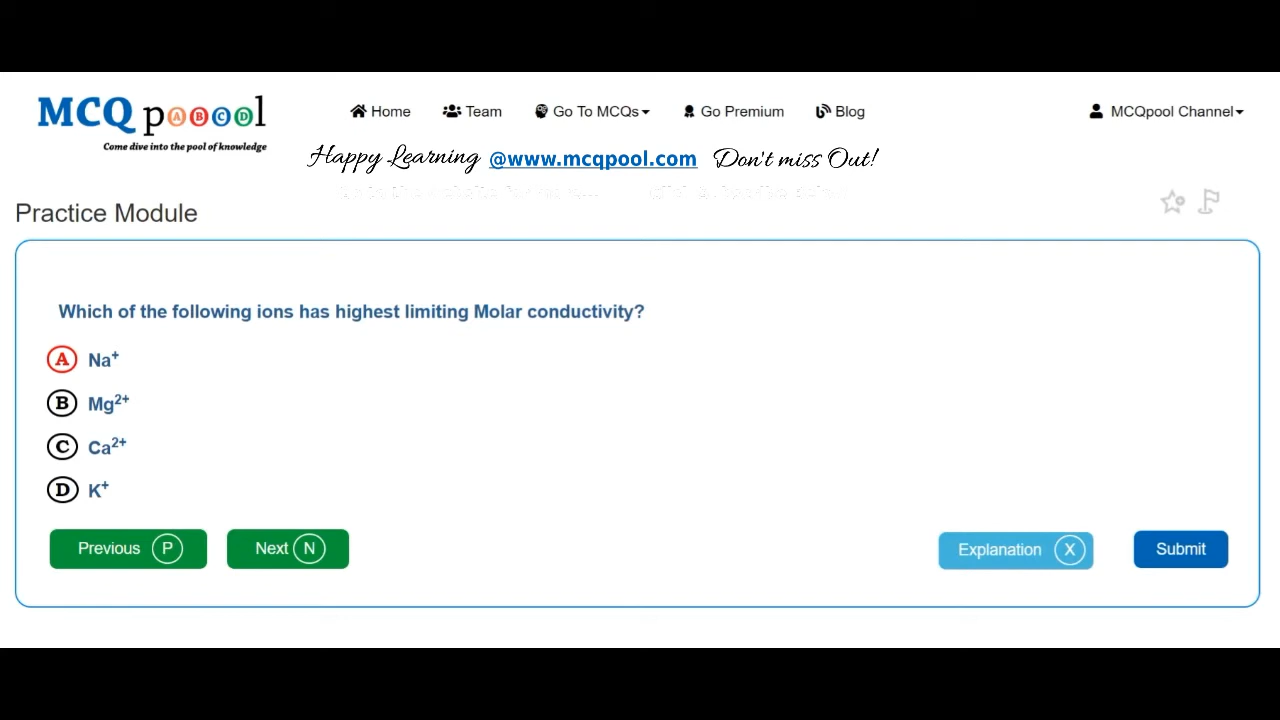 MCQ pooool
Come dive into the pool of knowledge
Home Team Go To MCQs Go Premium Blog MCQpool Channel
Happy Learning @www.mcqpool.com Don't miss Out!
Practice Module
Which of the following ions has highest limiting Molar conductivity?
A Na⁺
B Mg²⁺
C Ca²⁺
D K⁺
Previous P Next N Explanation X Submit